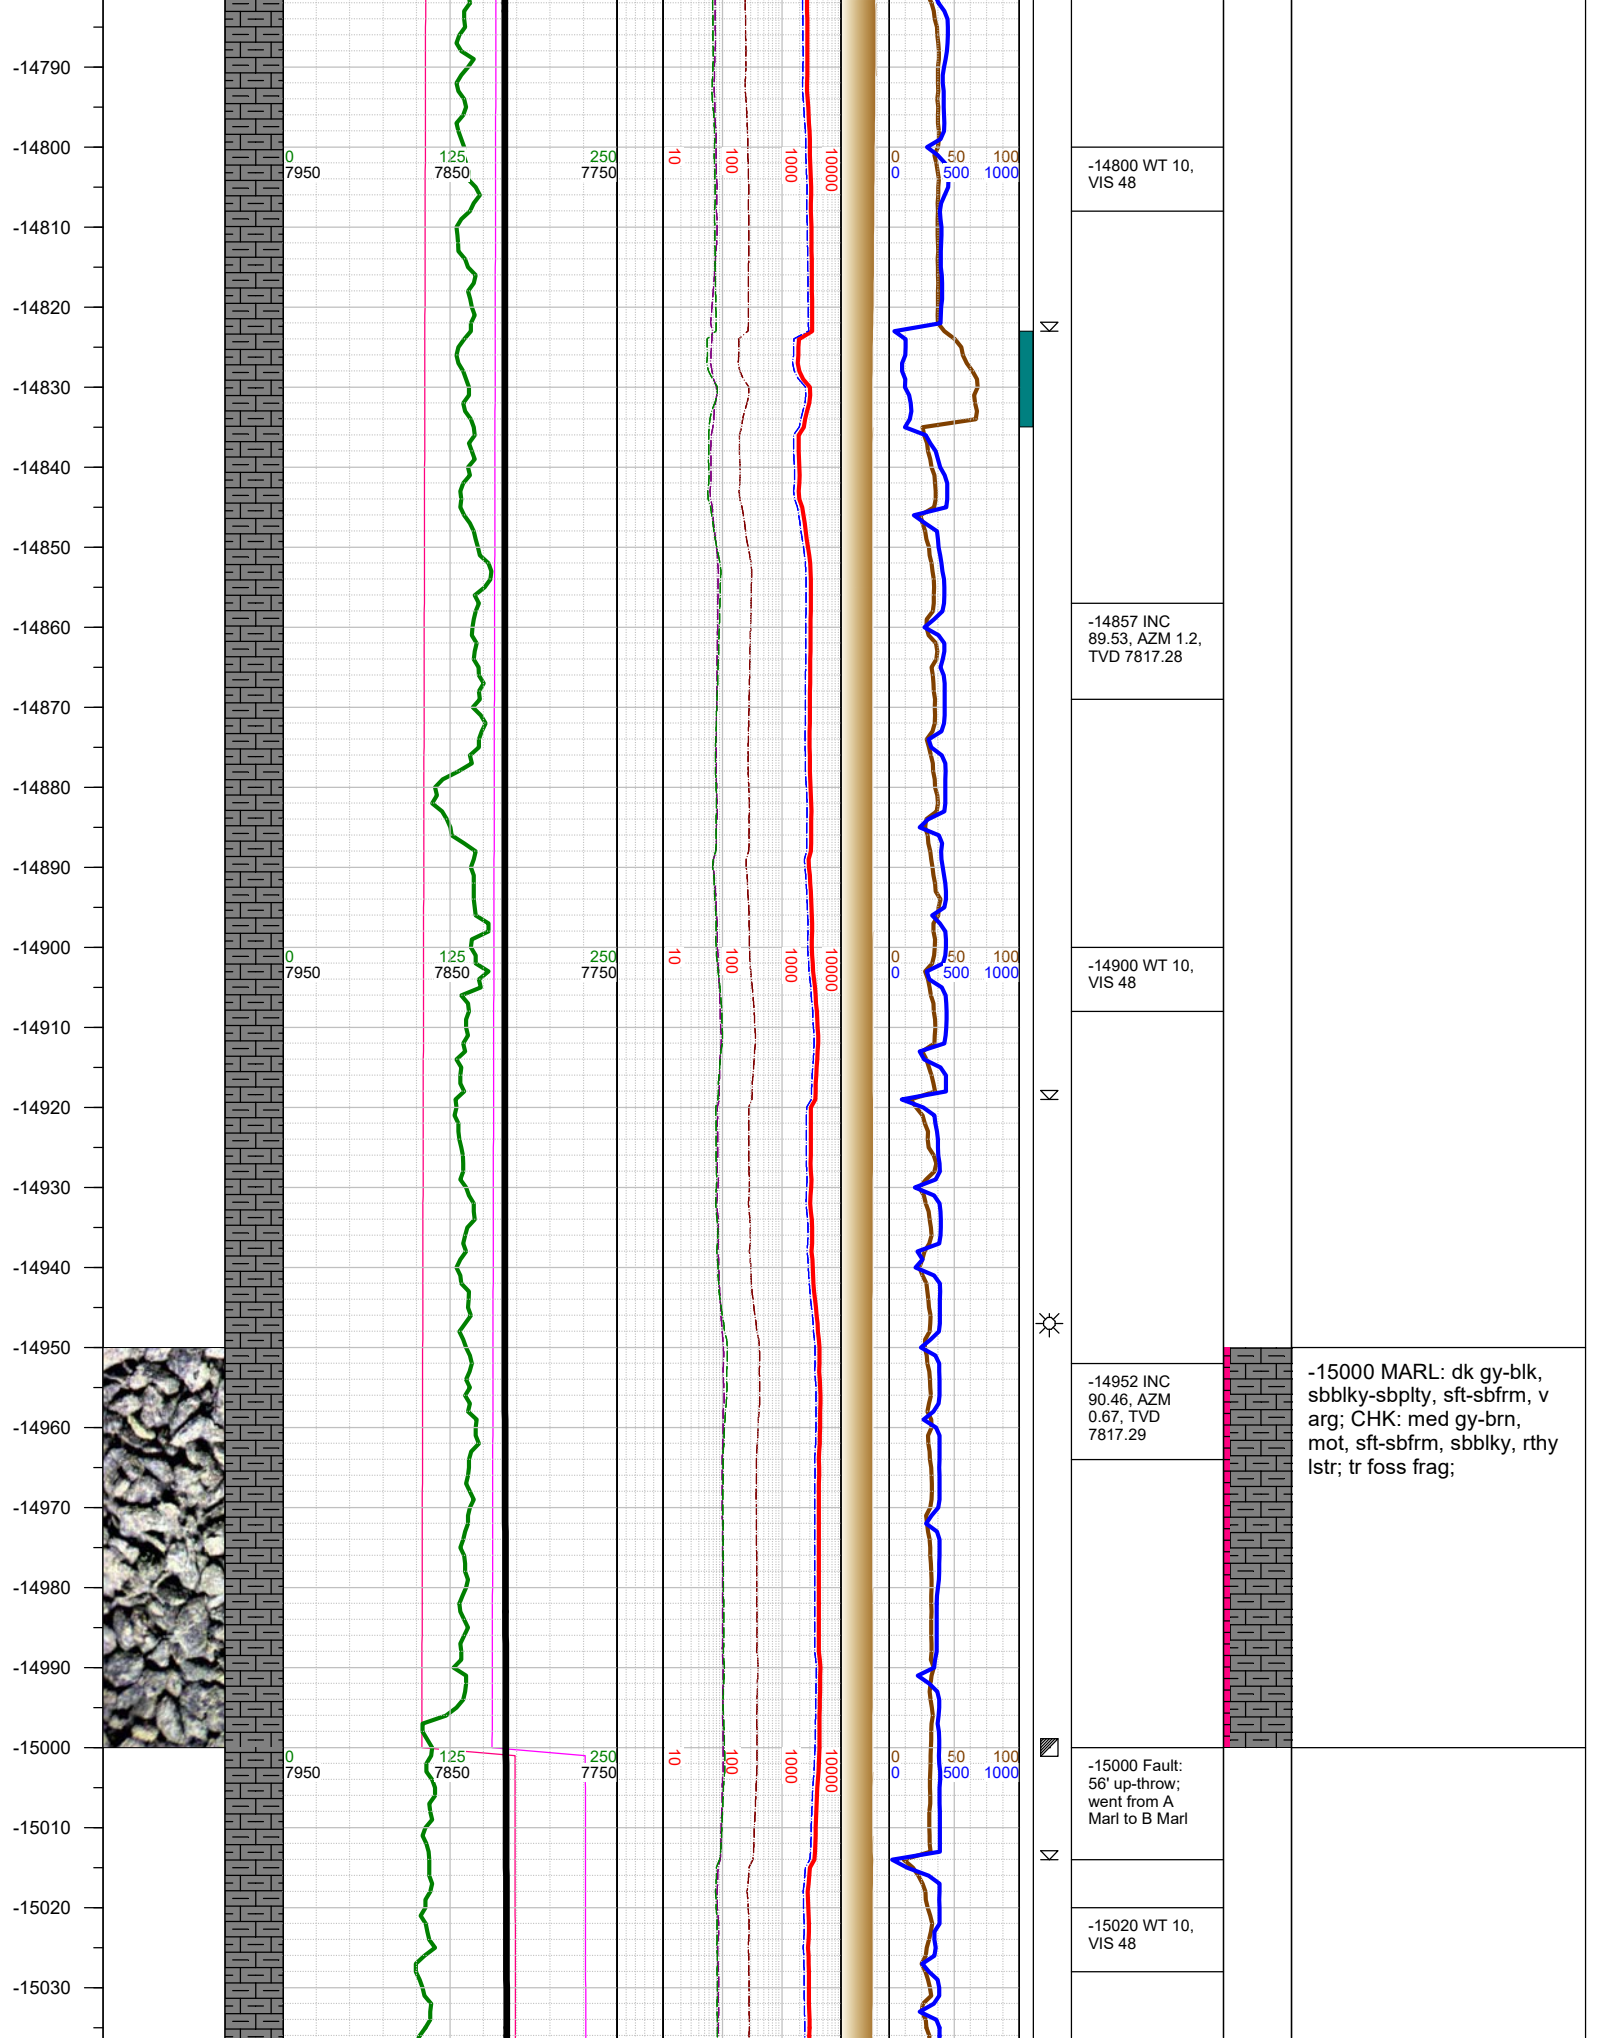 -14790
-14800
0 125 250 10 100 1000 10000 0 50 100
7950 7850 7750 0 500 1000
-14800 WT 10,
VIS 48
-14810
-14820
-14830
-14840
-14850
-14857 INC
89.53, AZM 1.2,
TVD 7817.28
-14860
-14870
-14880
-14890
-14900
0 125 250 10 100 1000 10000 0 50 100
7950 7850 7750 0 500 1000
-14900 WT 10,
VIS 48
-14910
-14920
-14930
-14940
-14950
-14952 INC
90.46, AZM
0.67, TVD
7817.29
-15000 MARL: dk gy-blk,
sbblky-sbplty, sft-sbfrm, v
arg; CHK: med gy-brn,
mot, sft-sbfrm, sbblky, rthy
lstr; tr foss frag;
-14960
-14970
-14980
-14990
-15000
0 125 250 10 100 1000 10000 0 50 100
7950 7850 7750 0 500 1000
-15000 Fault:
56' up-throw;
went from A
Marl to B Marl
-15010
-15020
-15020 WT 10,
VIS 48
-15030